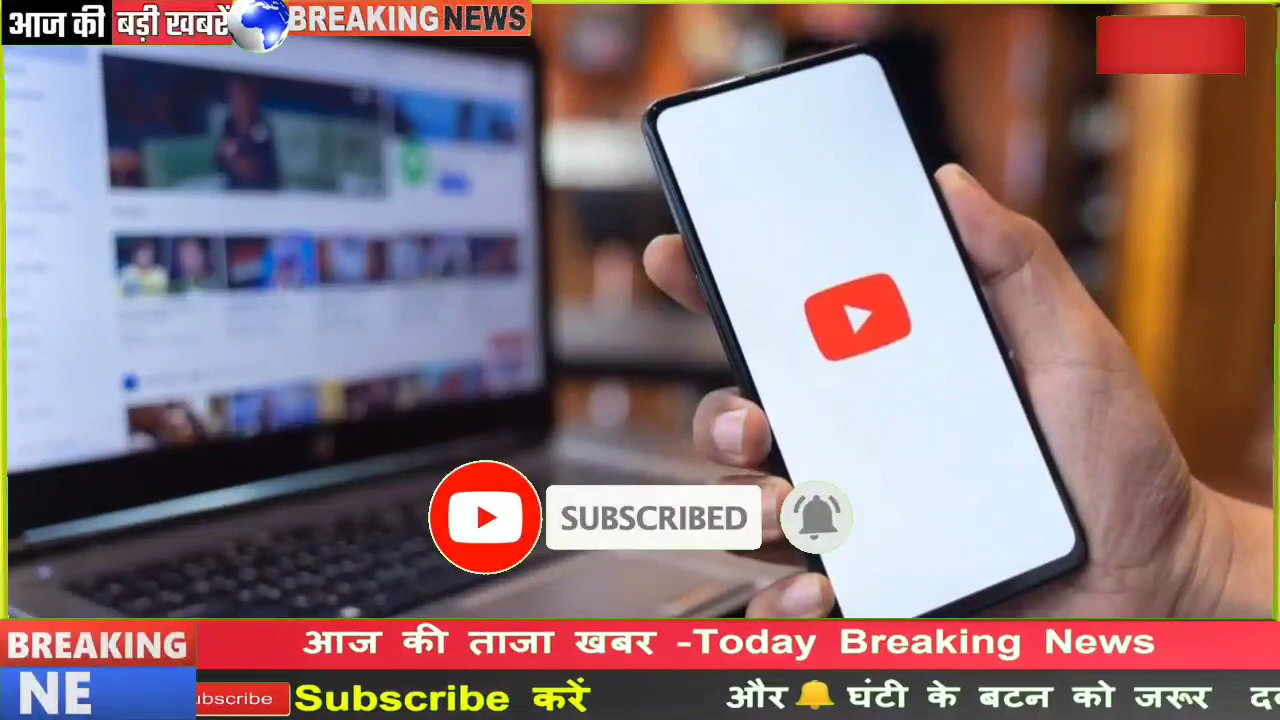 आज की बड़ी खबरें BREAKING NEWS
SUBSCRIBED
BREAKING
NE
आज की ताजा खबर -Today Breaking News
ubscribe Subscribe करें और 🔔 घंटी के बटन को जरूर